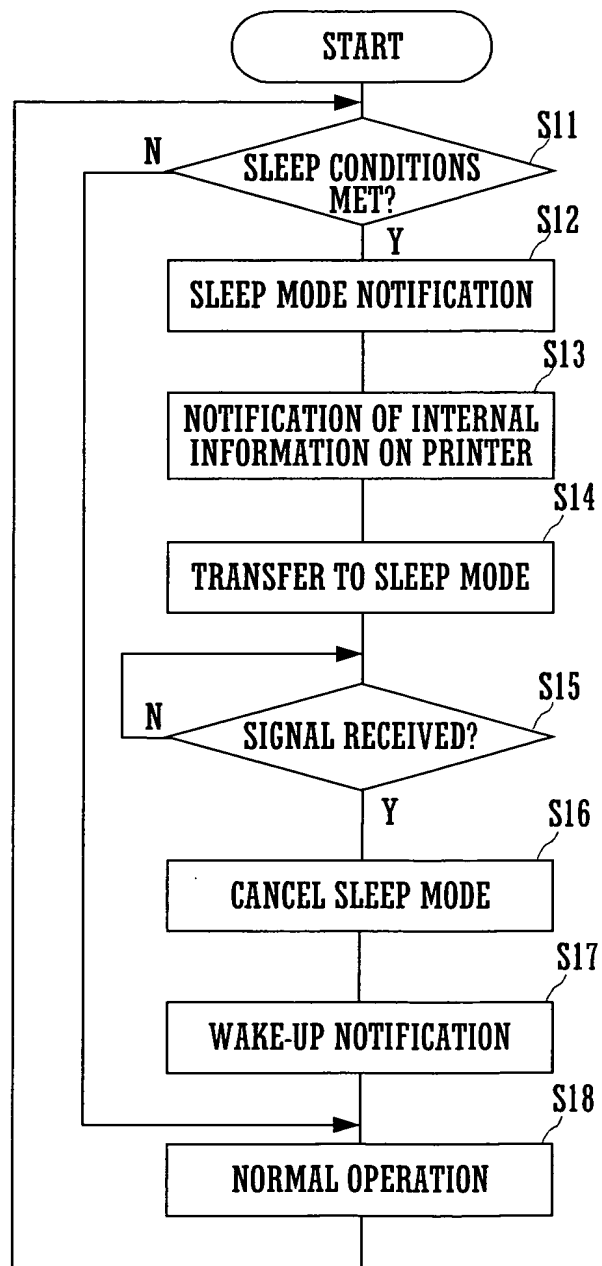 START
S11
N
SLEEP CONDITIONS
MET?
Y
S12
SLEEP MODE NOTIFICATION
S13
NOTIFICATION OF INTERNAL
INFORMATION ON PRINTER
S14
TRANSFER TO SLEEP MODE
S15
N
SIGNAL RECEIVED?
Y
S16
CANCEL SLEEP MODE
S17
WAKE-UP NOTIFICATION
S18
NORMAL OPERATION